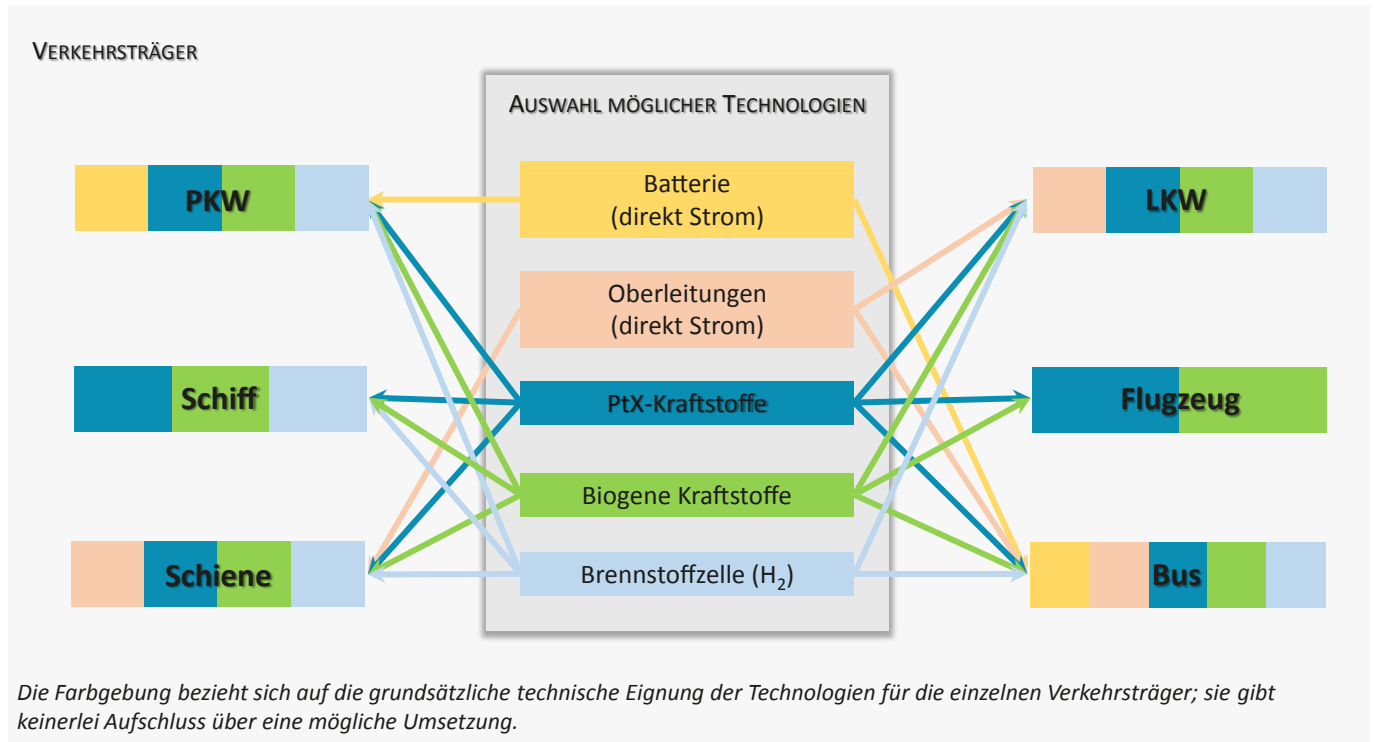 VERKEHRSTRÄGER
AUSWAHL MÖGLICHER TECHNOLOGIEN
PKW
Schiff
Schiene
Batterie
(direkt Strom)
Oberleitungen
(direkt Strom)
PtX-Kraftstoffe
Biogene Kraftstoffe
Brennstoffzelle (H₂)
LKW
Flugzeug
Bus
Die Farbgebung bezieht sich auf die grundsätzliche technische Eignung der Technologien für die einzelnen Verkehrsträger; sie gibt
keinerlei Aufschluss über eine mögliche Umsetzung.